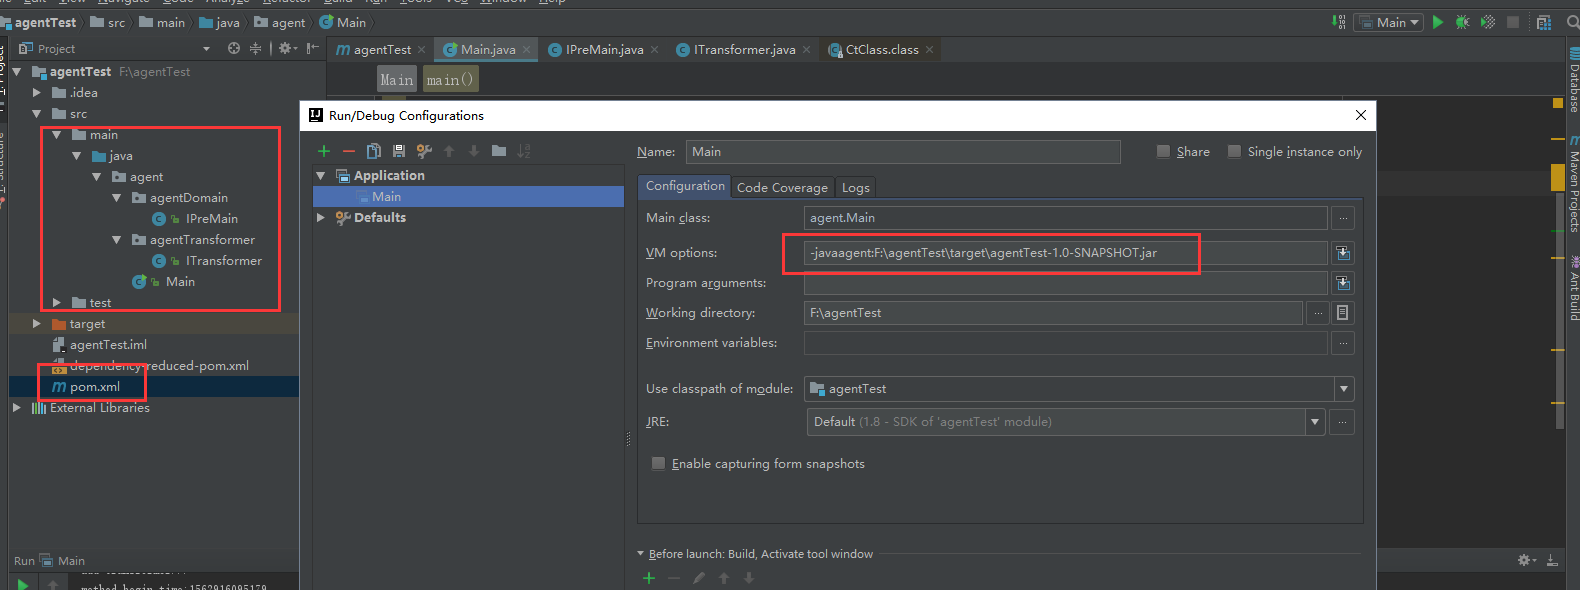 agentTest src main java agent Main
Main
Project
agentTest Main.java IPreMain.java ITransformer.java CtClass.class
Main main()
agentTest F:\agentTest
.idea
src
main
java
agent
agentDomain
IPreMain
agentTransformer
ITransformer
Main
test
target
agentTest.iml
dependency-reduced-pom.xml
pom.xml
External Libraries
Run/Debug Configurations
Application
Main
Defaults
Name: Main
Share Single instance only
Configuration Code Coverage Logs
Main class: agent.Main
VM options: -javaagent:F:\agentTest\target\agentTest-1.0-SNAPSHOT.jar
Program arguments:
Working directory: F:\agentTest
Environment variables:
Use classpath of module: agentTest
JRE: Default (1.8 - SDK of 'agentTest' module)
Enable capturing form snapshots
Before launch: Build, Activate tool window
Database
Maven Projects
Ant Build
Run Main
method begin time:1562916095179